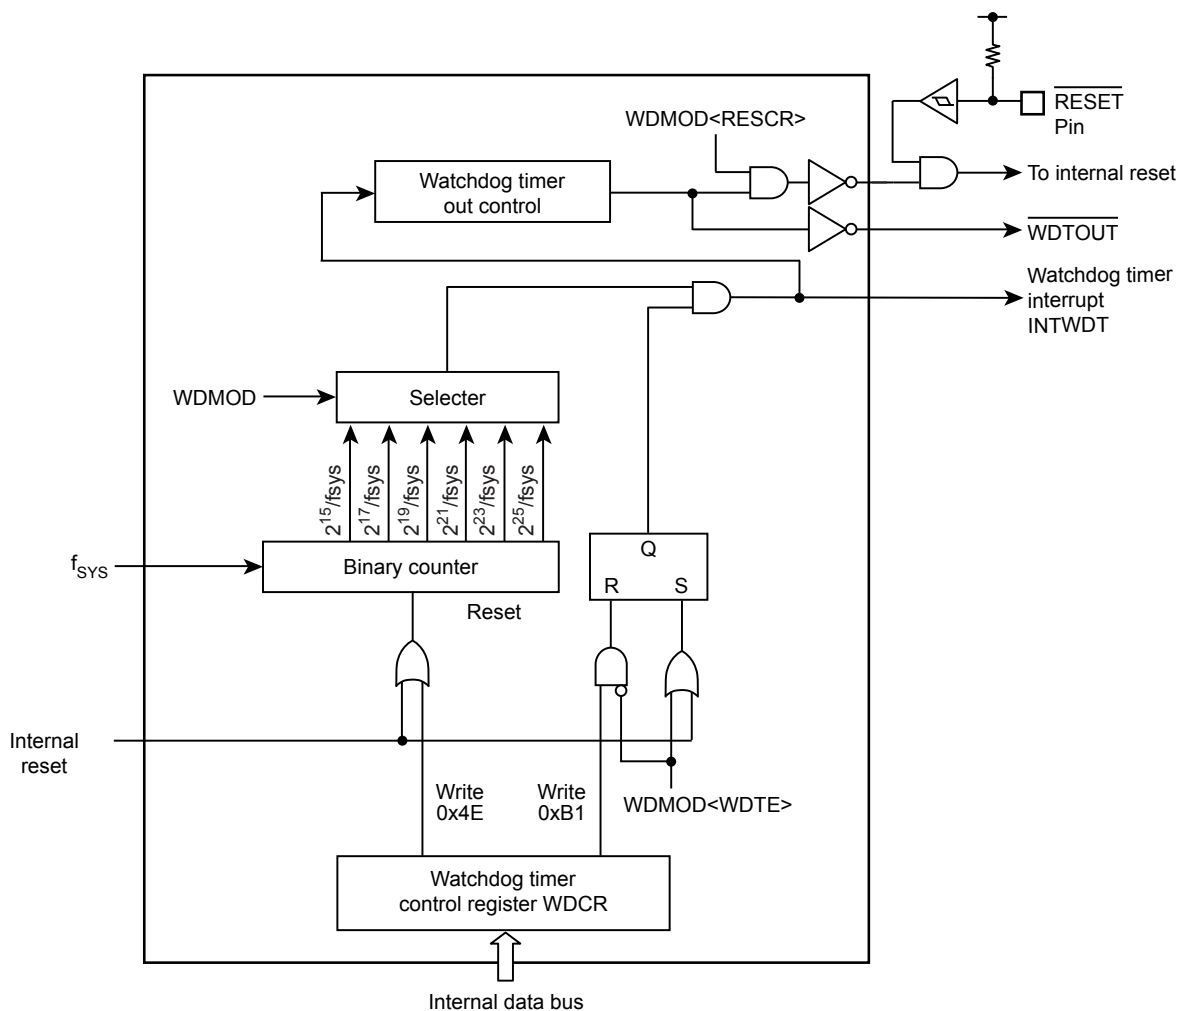 RESET
Pin
WDMOD<RESCR>
Watchdog timer
out control
To internal reset
WDTOUT
Watchdog timer
interrupt
INTWDT
WDMOD
Selecter
2^15/fsys
2^17/fsys
2^19/fsys
2^21/fsys
2^23/fsys
2^25/fsys
fSYS
Binary counter
Reset
Q
R S
Internal
reset
Write
0x4E
Write
0xB1
WDMOD<WDTE>
Watchdog timer
control register WDCR
Internal data bus